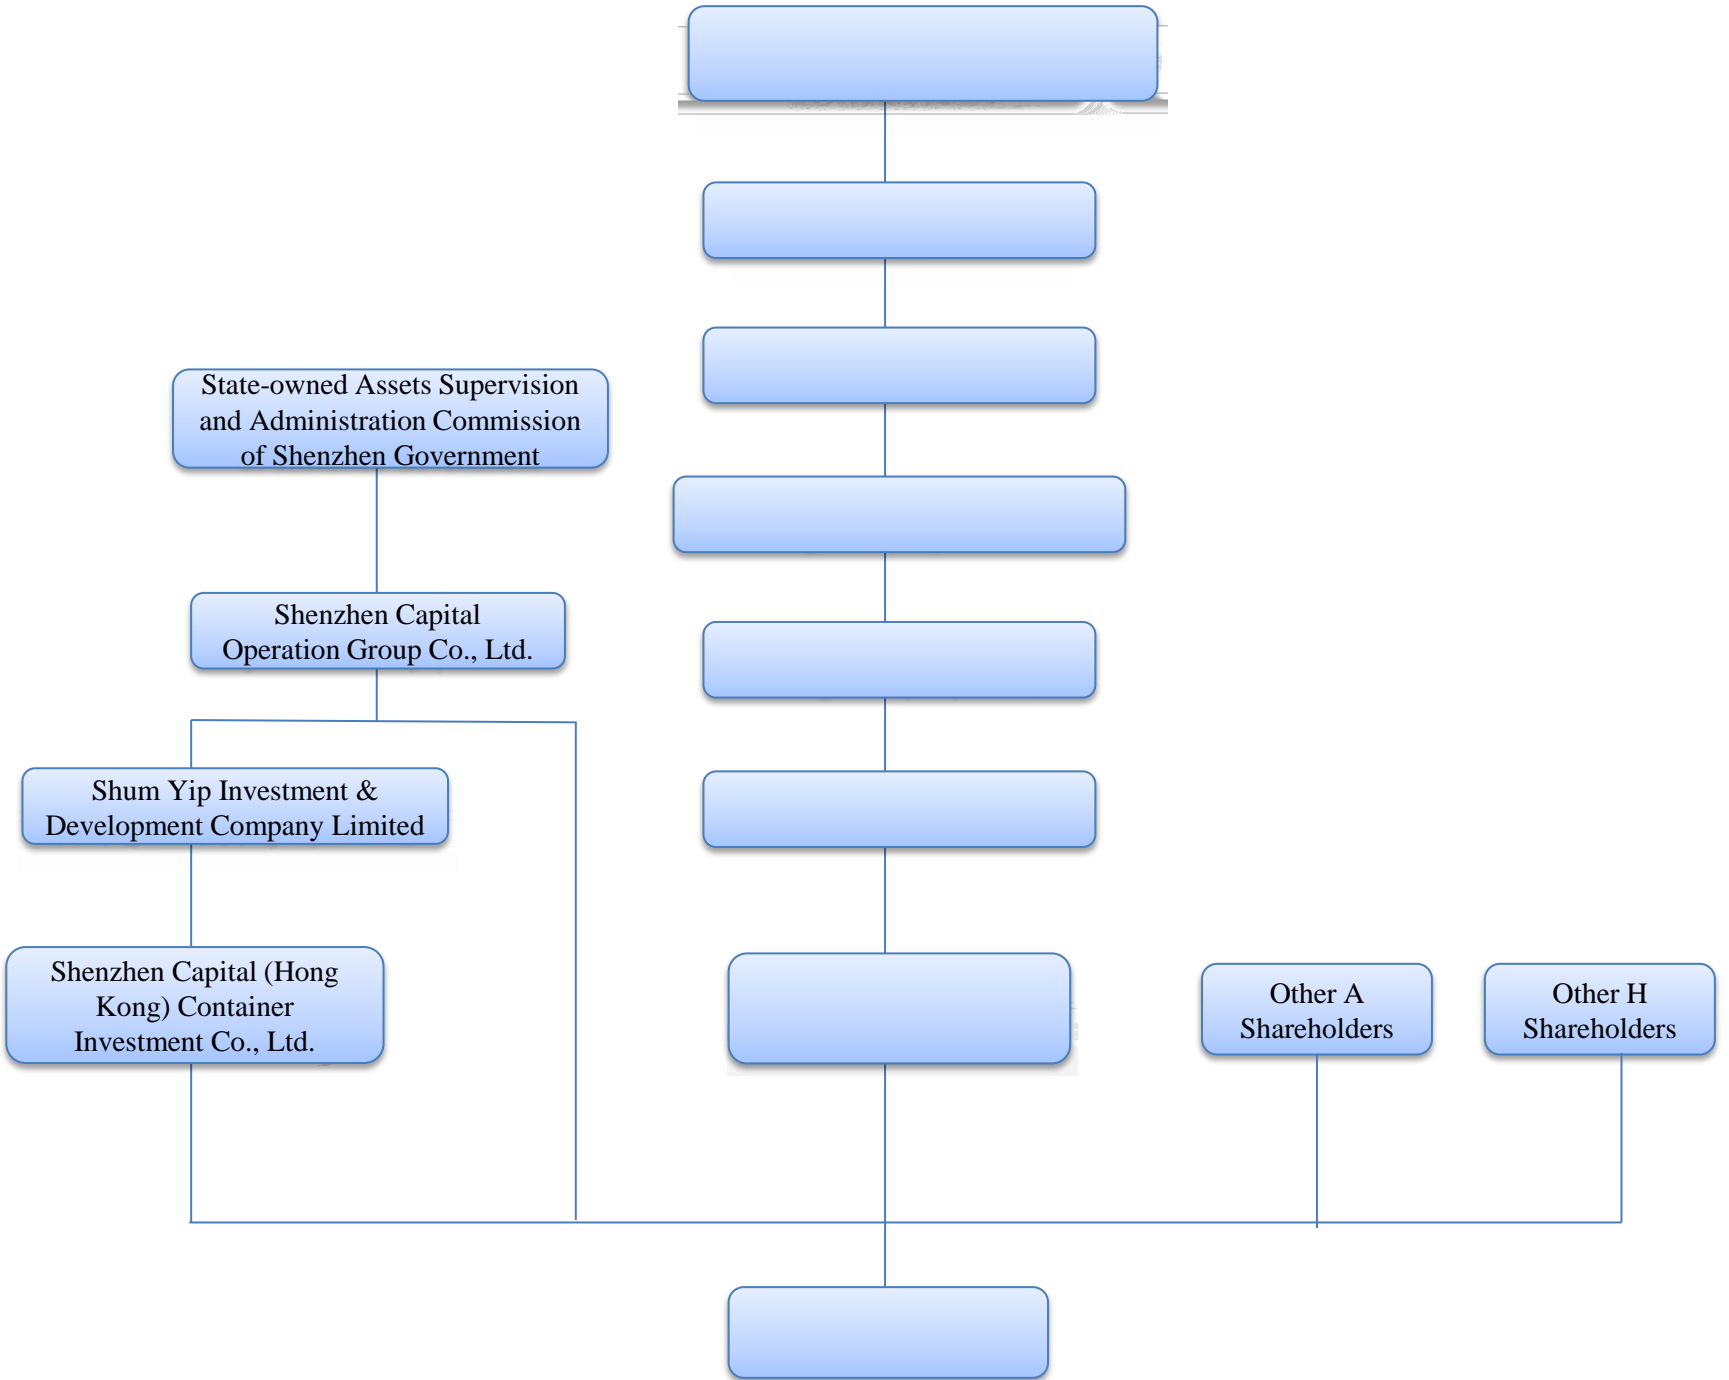 State-owned Assets Supervision
and Administration Commission
of Shenzhen Government
Shenzhen Capital
Operation Group Co., Ltd.
Shum Yip Investment &
Development Company Limited
Shenzhen Capital (Hong
Kong) Container
Investment Co., Ltd.
Other A
Shareholders
Other H
Shareholders